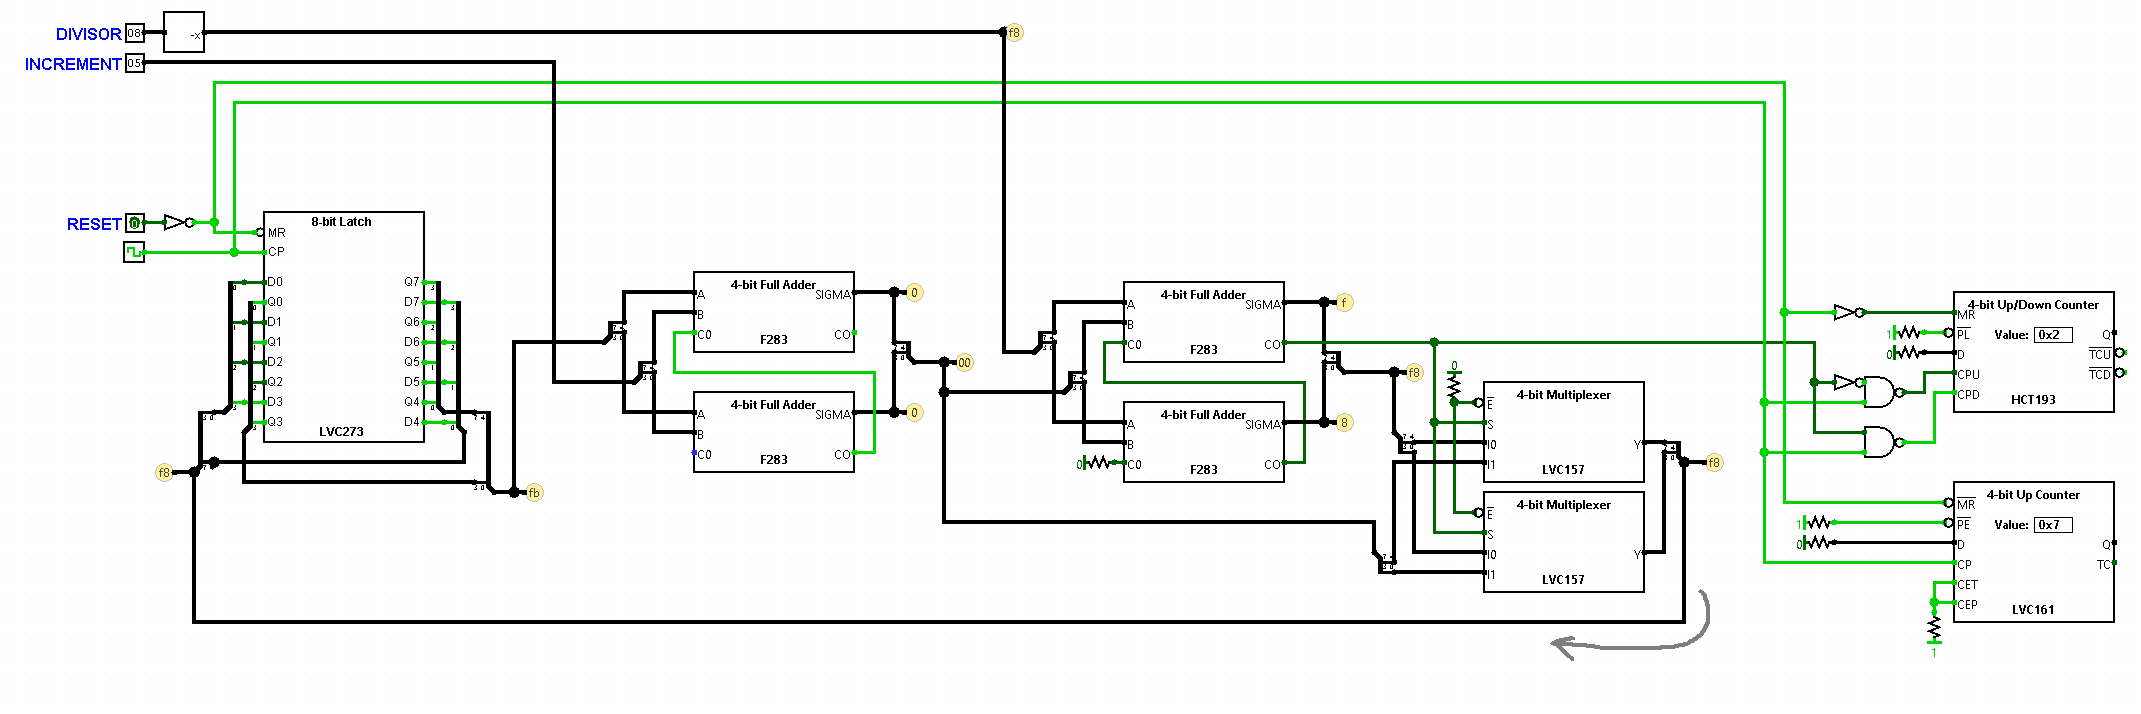 DIVISOR 08 -x f8
INCREMENT 05
RESET 0
8-bit Latch
MR
CP
D0 Q7
Q0 D7
D1 Q6
Q1 D6
D2 Q5
Q2 D5
D3 Q4
Q3 D4
LVC273
f8
fb
4-bit Full Adder
A SIGMA 0
B
C0 CO
F283
4-bit Full Adder
A SIGMA 0
B
C0 CO
F283
00
4-bit Full Adder
A SIGMA f
B
C0 CO
F283
4-bit Full Adder
A SIGMA 8
B
0 C0 CO
F283
f8
0
4-bit Multiplexer
E
S
I0 Y
I1
LVC157
4-bit Multiplexer
E
S
I0 Y
I1
LVC157
f8
4-bit Up/Down Counter
MR
1 PL Value: 0x2 Q
0 D TCU
CPU TCD
CPD
HCT193
4-bit Up Counter
MR
1 PE Value: 0x7
0 D Q
CP TC
CET
CEP
LVC161
1